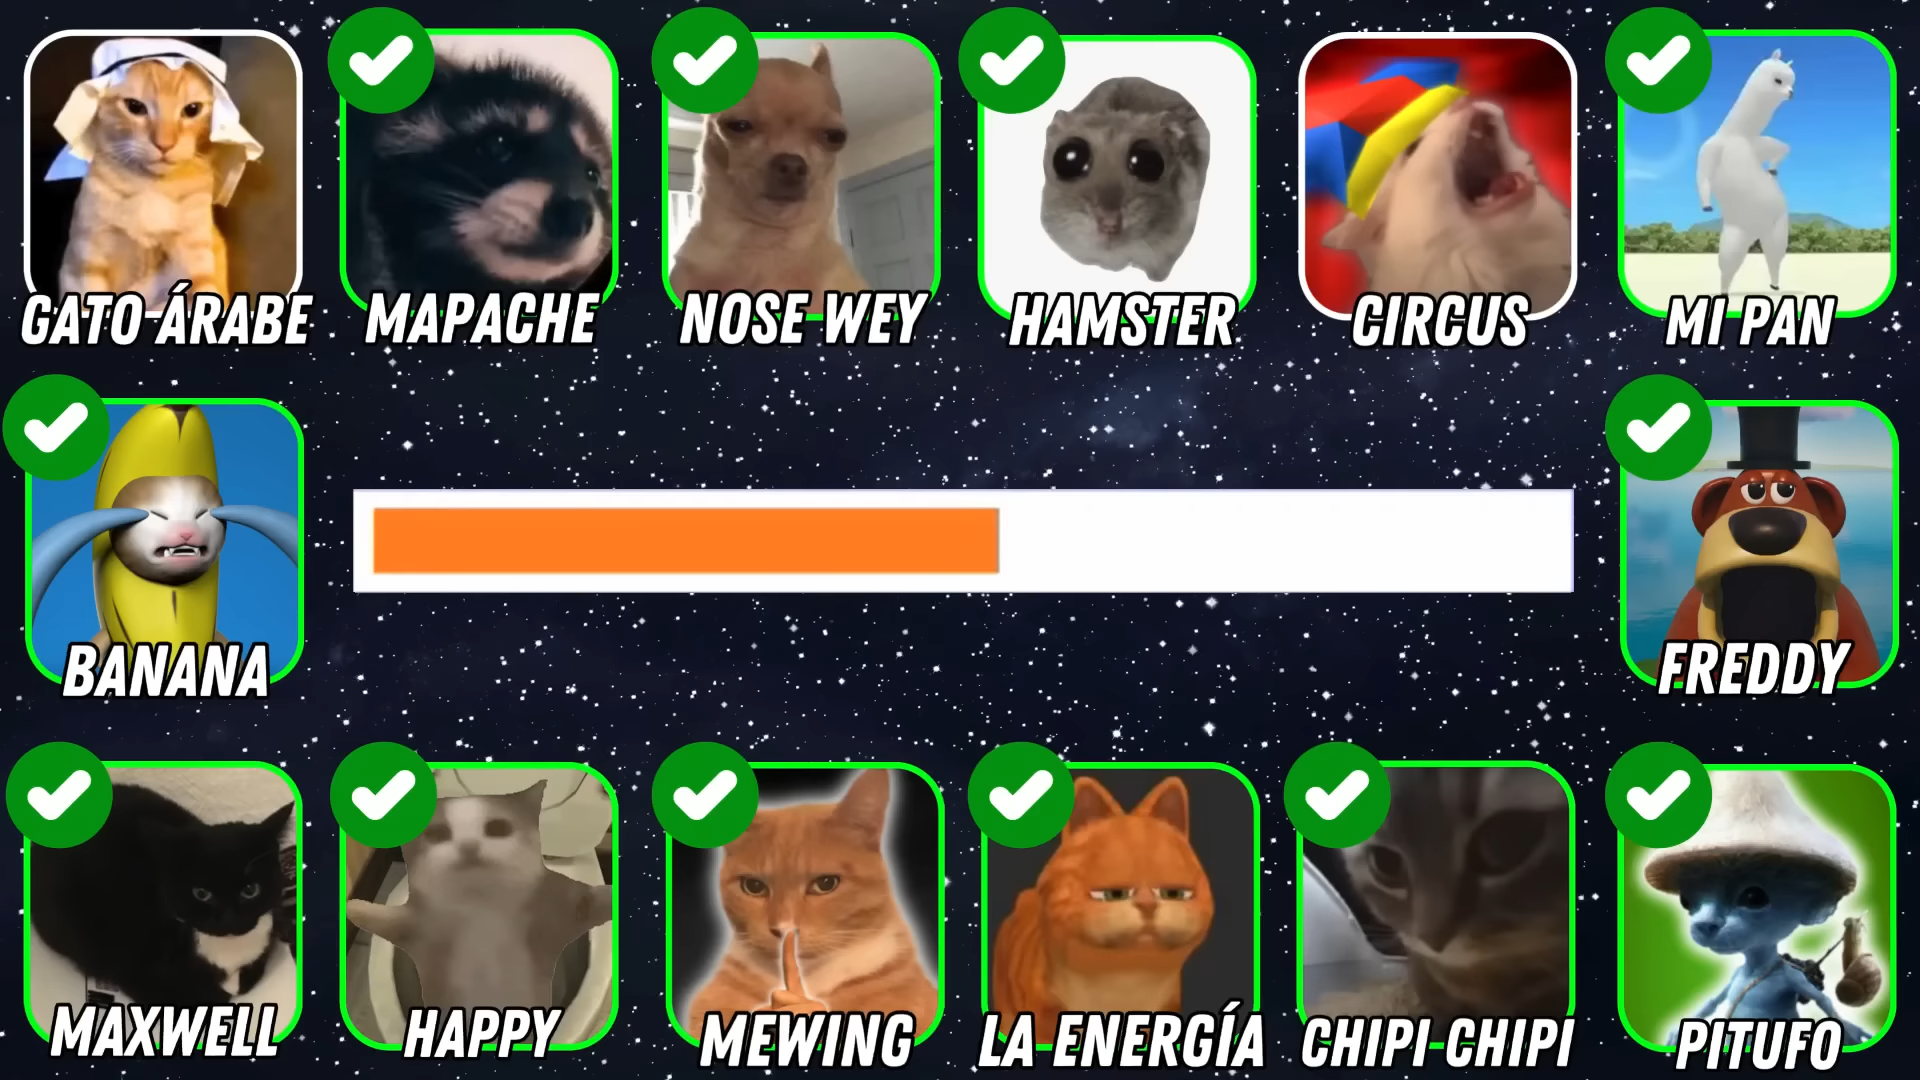 GATO ÁRABE
MAPACHE
NOSE WEY
HAMSTER
CIRCUS
MI PAN
BANANA
FREDDY
MAXWELL
HAPPY
MEWING
LA ENERGÍA
CHIPI-CHIPI
PITUFO